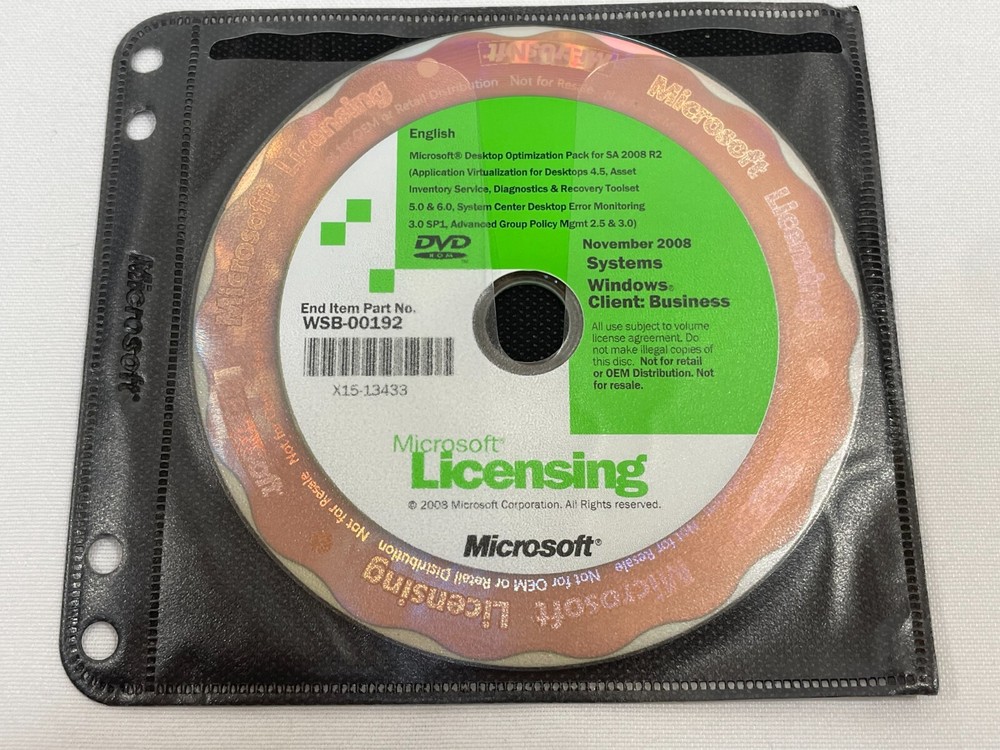 English
Microsoft® Desktop Optimization Pack for SA 2008 R2
(Application Virtualization for Desktops 4.5, Asset
Inventory Service, Diagnostics & Recovery Toolset
5.0 & 6.0, System Center Desktop Error Monitoring
3.0 SP1, Advanced Group Policy Mgmt 2.5 & 3.0)
DVD
ROM
November 2008
Systems
Windows®
Client: Business
End Item Part No.
WSB-00192
X15-13433
All use subject to volume
license agreement. Do
not make illegal copies of
this disc. Not for retail
or OEM Distribution. Not
for resale.
Microsoft®
Licensing
© 2008 Microsoft Corporation. All Rights reserved.
Microsoft®
Microsoft Licensing
Microsoft Licensing
Microsoft Licensing
Not for OEM or Retail Distribution Not for Resale
or Retail Distribution Not for Resale
Not for Resale
Microsoft